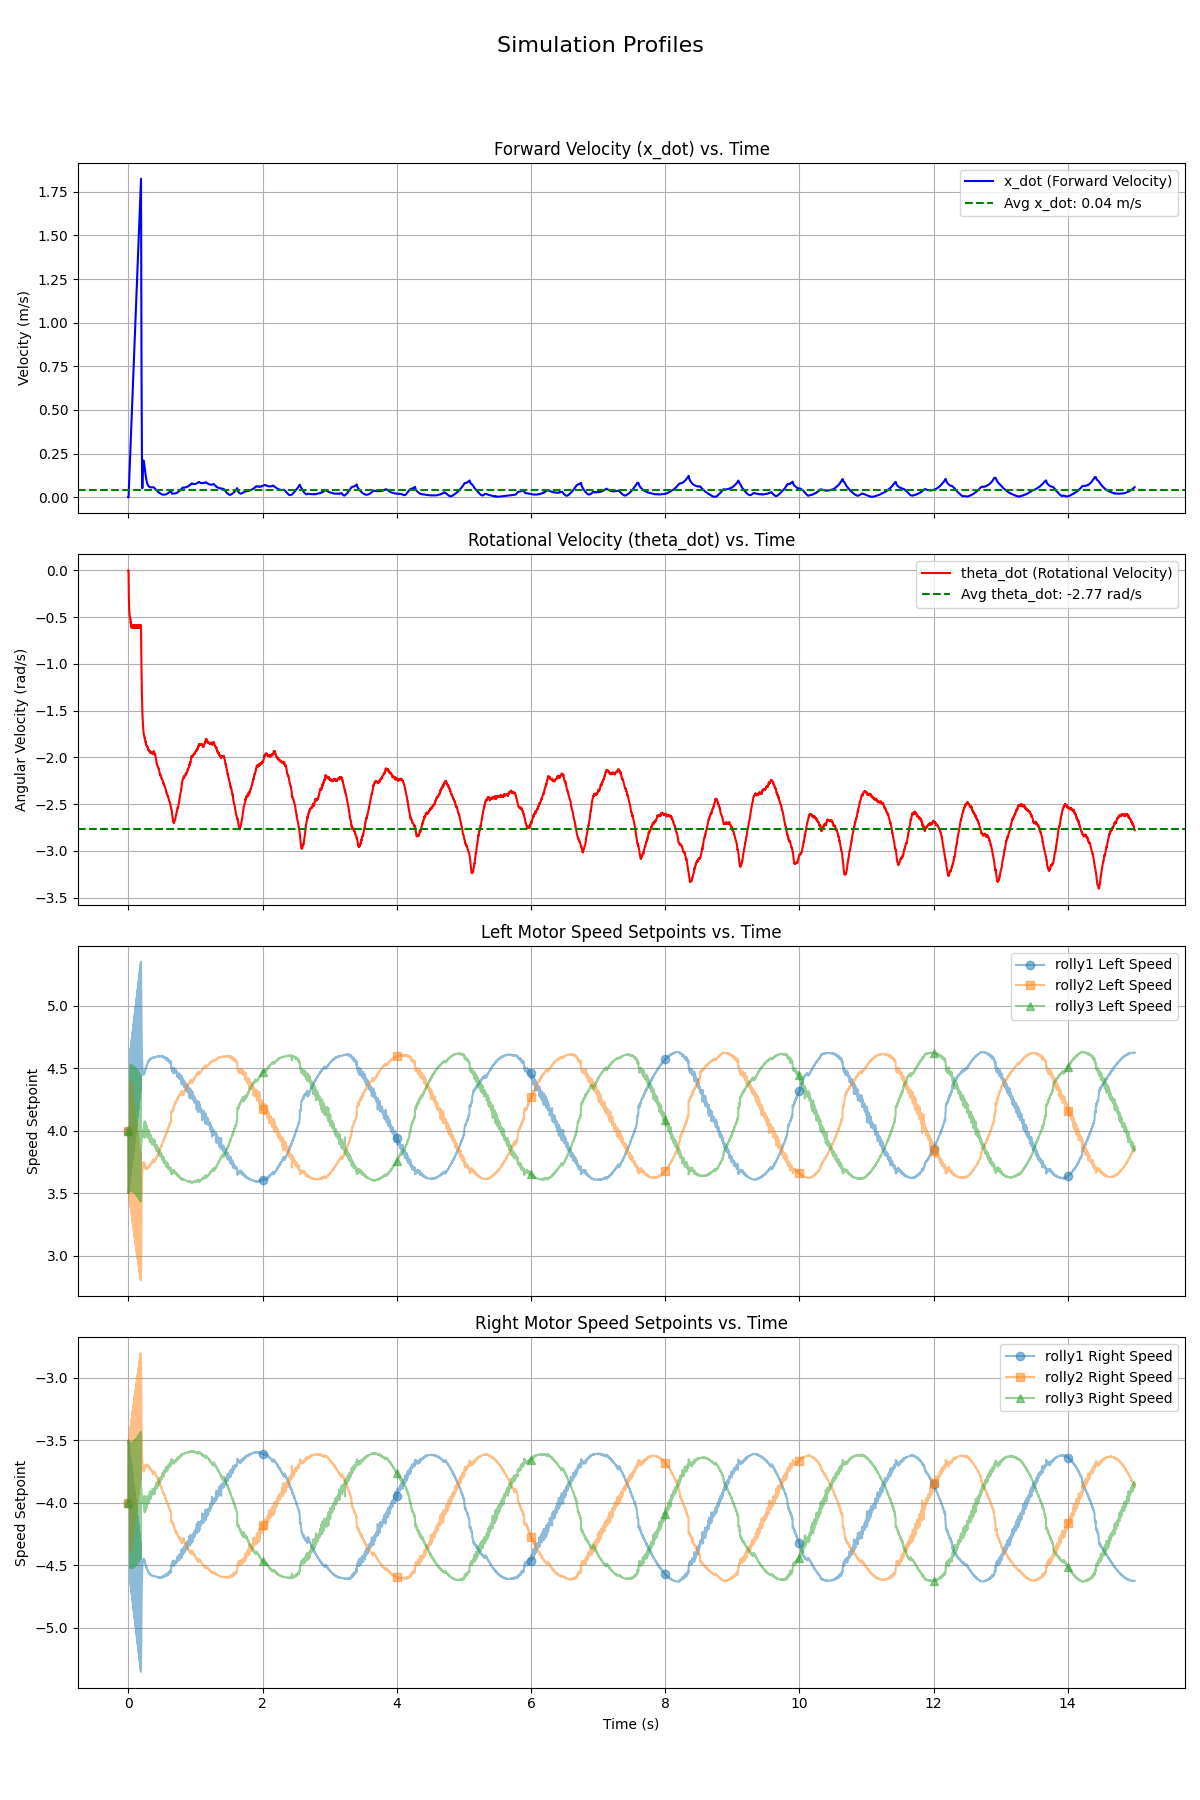 Simulation Profiles
Forward Velocity (x_dot) vs. Time
Velocity (m/s)
1.75
1.50
1.25
1.00
0.75
0.50
0.25
0.00
x_dot (Forward Velocity)
Avg x_dot: 0.04 m/s
Rotational Velocity (theta_dot) vs. Time
Angular Velocity (rad/s)
0.0
−0.5
−1.0
−1.5
−2.0
−2.5
−3.0
−3.5
theta_dot (Rotational Velocity)
Avg theta_dot: -2.77 rad/s
Left Motor Speed Setpoints vs. Time
Speed Setpoint
5.0
4.5
4.0
3.5
3.0
rolly1 Left Speed
rolly2 Left Speed
rolly3 Left Speed
Right Motor Speed Setpoints vs. Time
Speed Setpoint
−3.0
−3.5
−4.0
−4.5
−5.0
rolly1 Right Speed
rolly2 Right Speed
rolly3 Right Speed
0 2 4 6 8 10 12 14
Time (s)